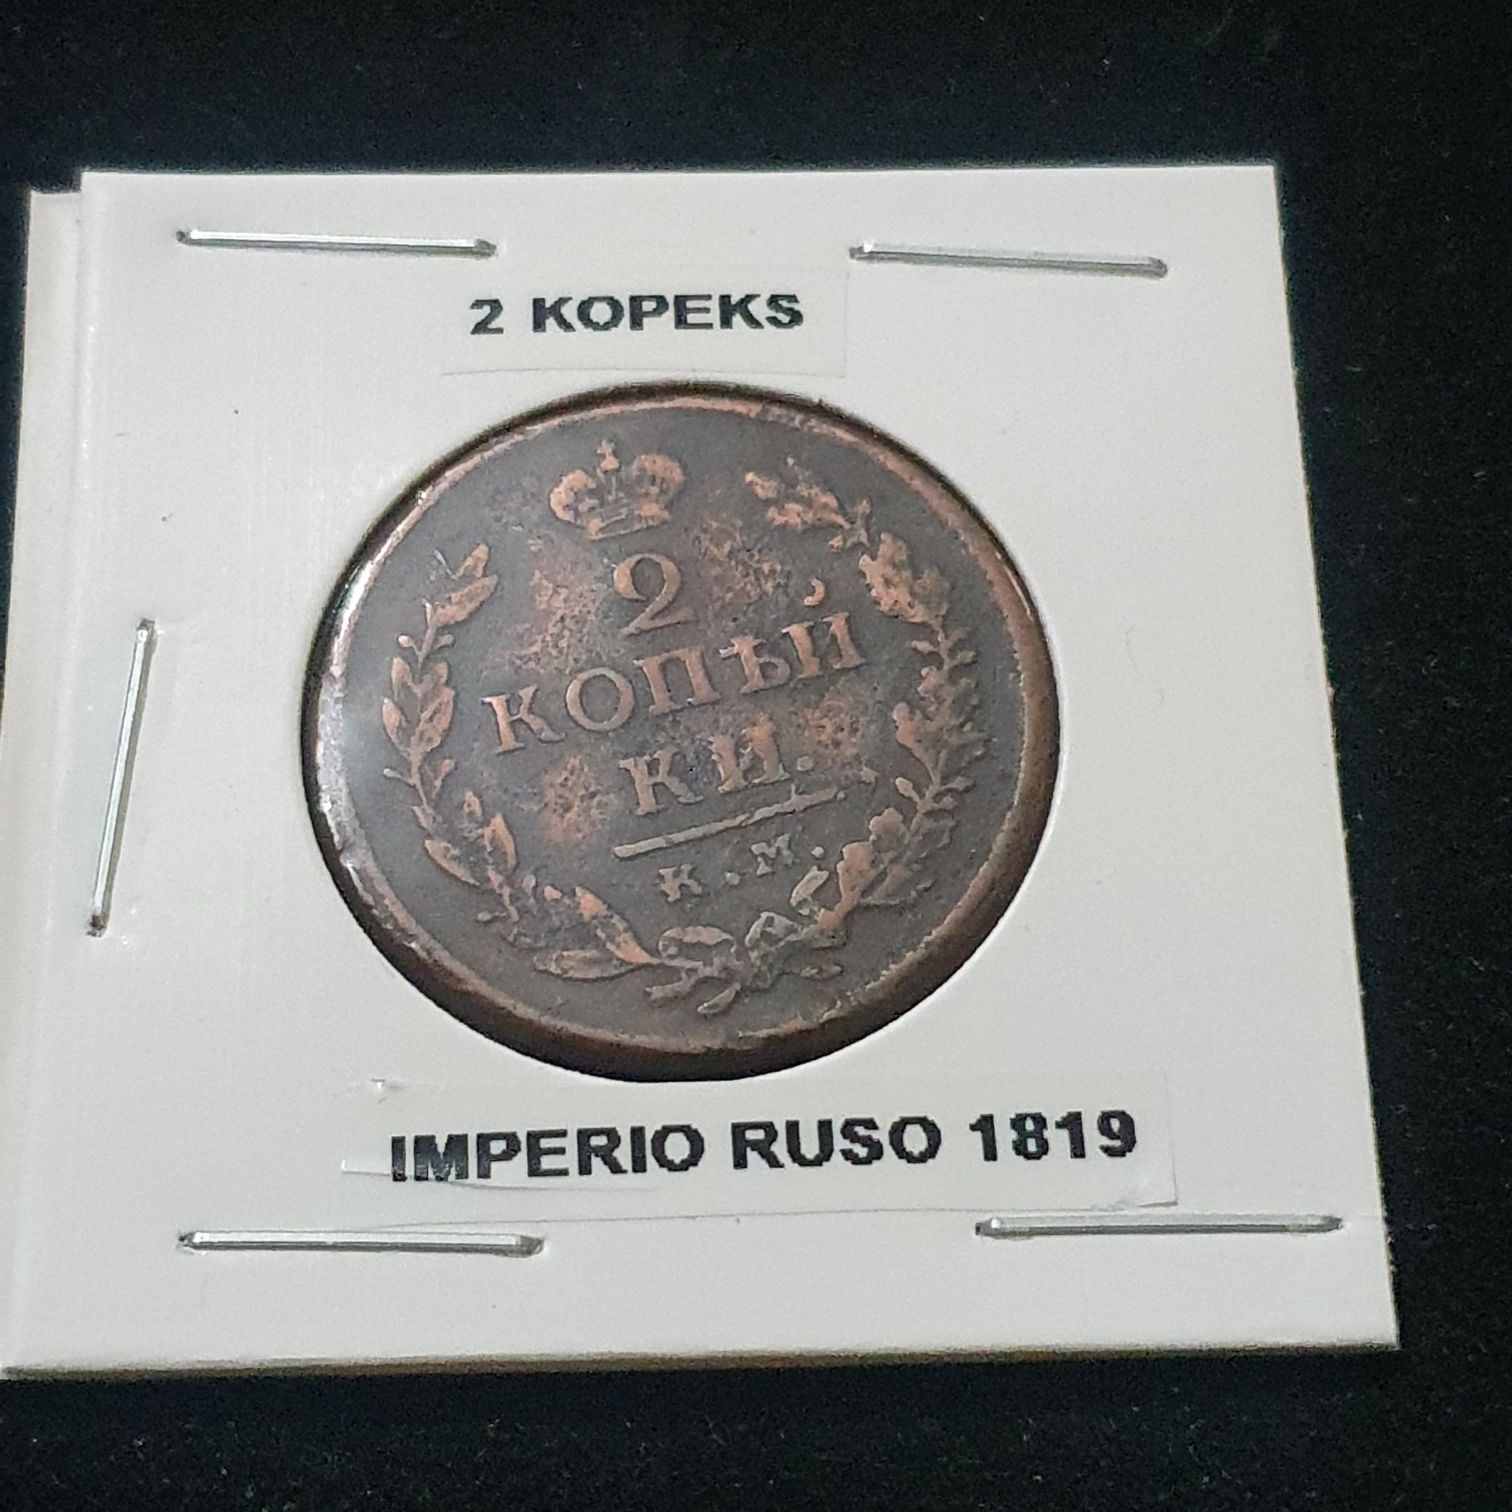 2 KOPEKS
2
КОПѢЙ
КИ.
К.М.
IMPERIO RUSO 1819